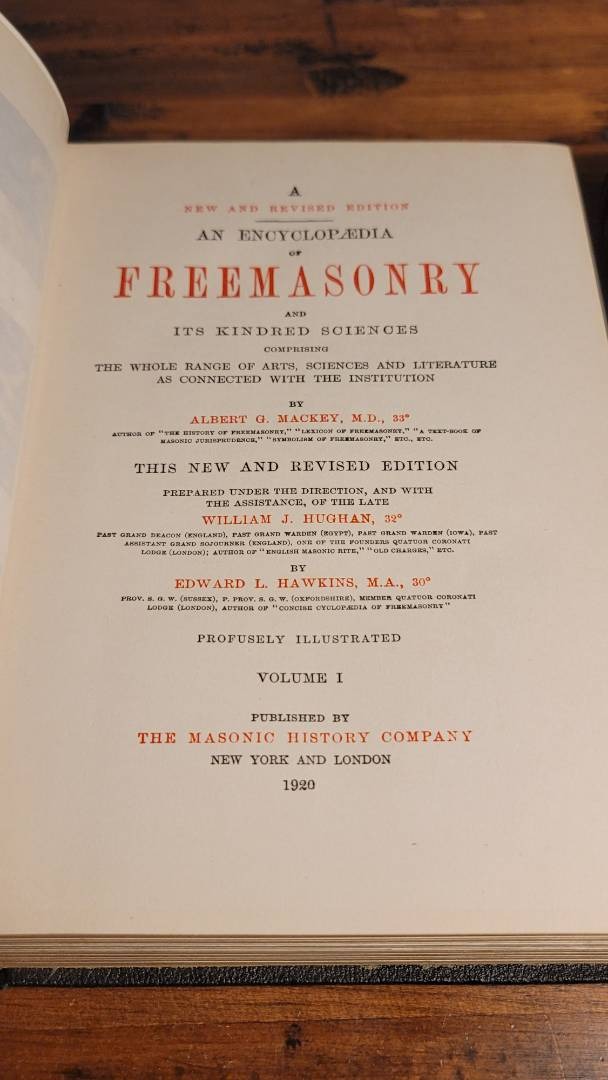 A
NEW AND REVISED EDITION
AN ENCYCLOPÆDIA
OF
FREEMASONRY
AND
ITS KINDRED SCIENCES
COMPRISING
THE WHOLE RANGE OF ARTS, SCIENCES AND LITERATURE
AS CONNECTED WITH THE INSTITUTION
BY
ALBERT G. MACKEY, M.D., 33°
AUTHOR OF "THE HISTORY OF FREEMASONRY," "LEXICON OF FREEMASONRY," "A TEXT-BOOK OF
MASONIC JURISPRUDENCE," "SYMBOLISM OF FREEMASONRY," ETC., ETC.
THIS NEW AND REVISED EDITION
PREPARED UNDER THE DIRECTION, AND WITH
THE ASSISTANCE, OF THE LATE
WILLIAM J. HUGHAN, 32°
PAST GRAND DEACON (ENGLAND), PAST GRAND WARDEN (EGYPT), PAST GRAND WARDEN (IOWA), PAST
ASSISTANT GRAND SOJOURNER (ENGLAND), ONE OF THE FOUNDERS QUATUOR CORONATI
LODGE (LONDON); AUTHOR OF "ENGLISH MASONIC RITE," "OLD CHARGES," ETC.
BY
EDWARD L. HAWKINS, M.A., 30°
PROV. S. G. W. (SUSSEX), P. PROV. S. G. W. (OXFORDSHIRE), MEMBER QUATUOR CORONATI
LODGE (LONDON), AUTHOR OF "CONCISE CYCLOPÆDIA OF FREEMASONRY"
PROFUSELY ILLUSTRATED
VOLUME I
PUBLISHED BY
THE MASONIC HISTORY COMPANY
NEW YORK AND LONDON
1920